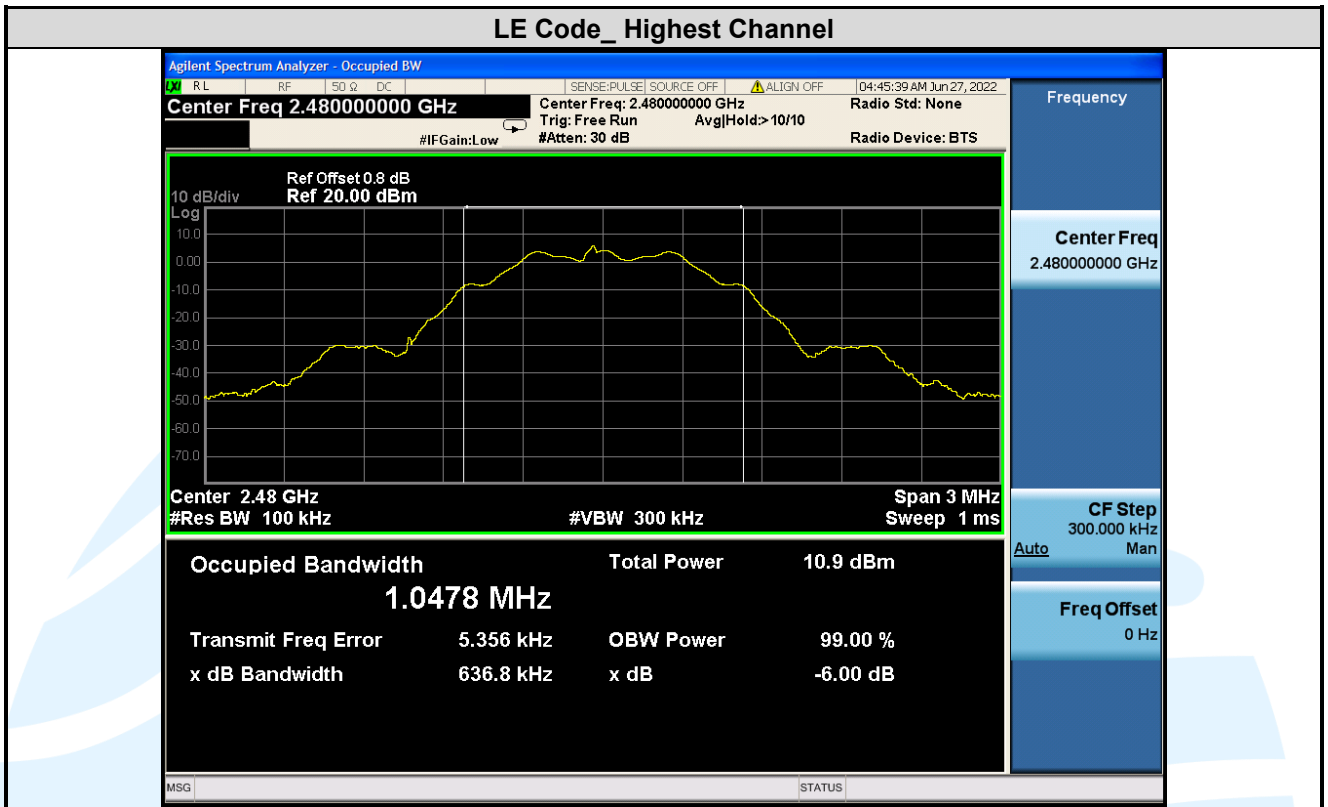 LE Code_ Highest Channel
Agilent Spectrum Analyzer - Occupied BW
LXI RL RF 50 Ω DC SENSE:PULSE SOURCE OFF ALIGN OFF 04:45:39 AM Jun 27, 2022
Center Freq 2.480000000 GHz Center Freq: 2.480000000 GHz Radio Std: None
Trig: Free Run Avg|Hold:>10/10
#IFGain:Low #Atten: 30 dB Radio Device: BTS
Frequency
Ref Offset 0.8 dB
10 dB/div Ref 20.00 dBm
Log
10.0
0.00
-10.0
-20.0
-30.0
-40.0
-50.0
-60.0
-70.0
Center 2.48 GHz Span 3 MHz
#Res BW 100 kHz #VBW 300 kHz Sweep 1 ms
Center Freq
2.480000000 GHz
CF Step
300.000 kHz
Auto Man
Freq Offset
0 Hz
Occupied Bandwidth Total Power 10.9 dBm
1.0478 MHz
Transmit Freq Error 5.356 kHz OBW Power 99.00 %
x dB Bandwidth 636.8 kHz x dB -6.00 dB
MSG STATUS